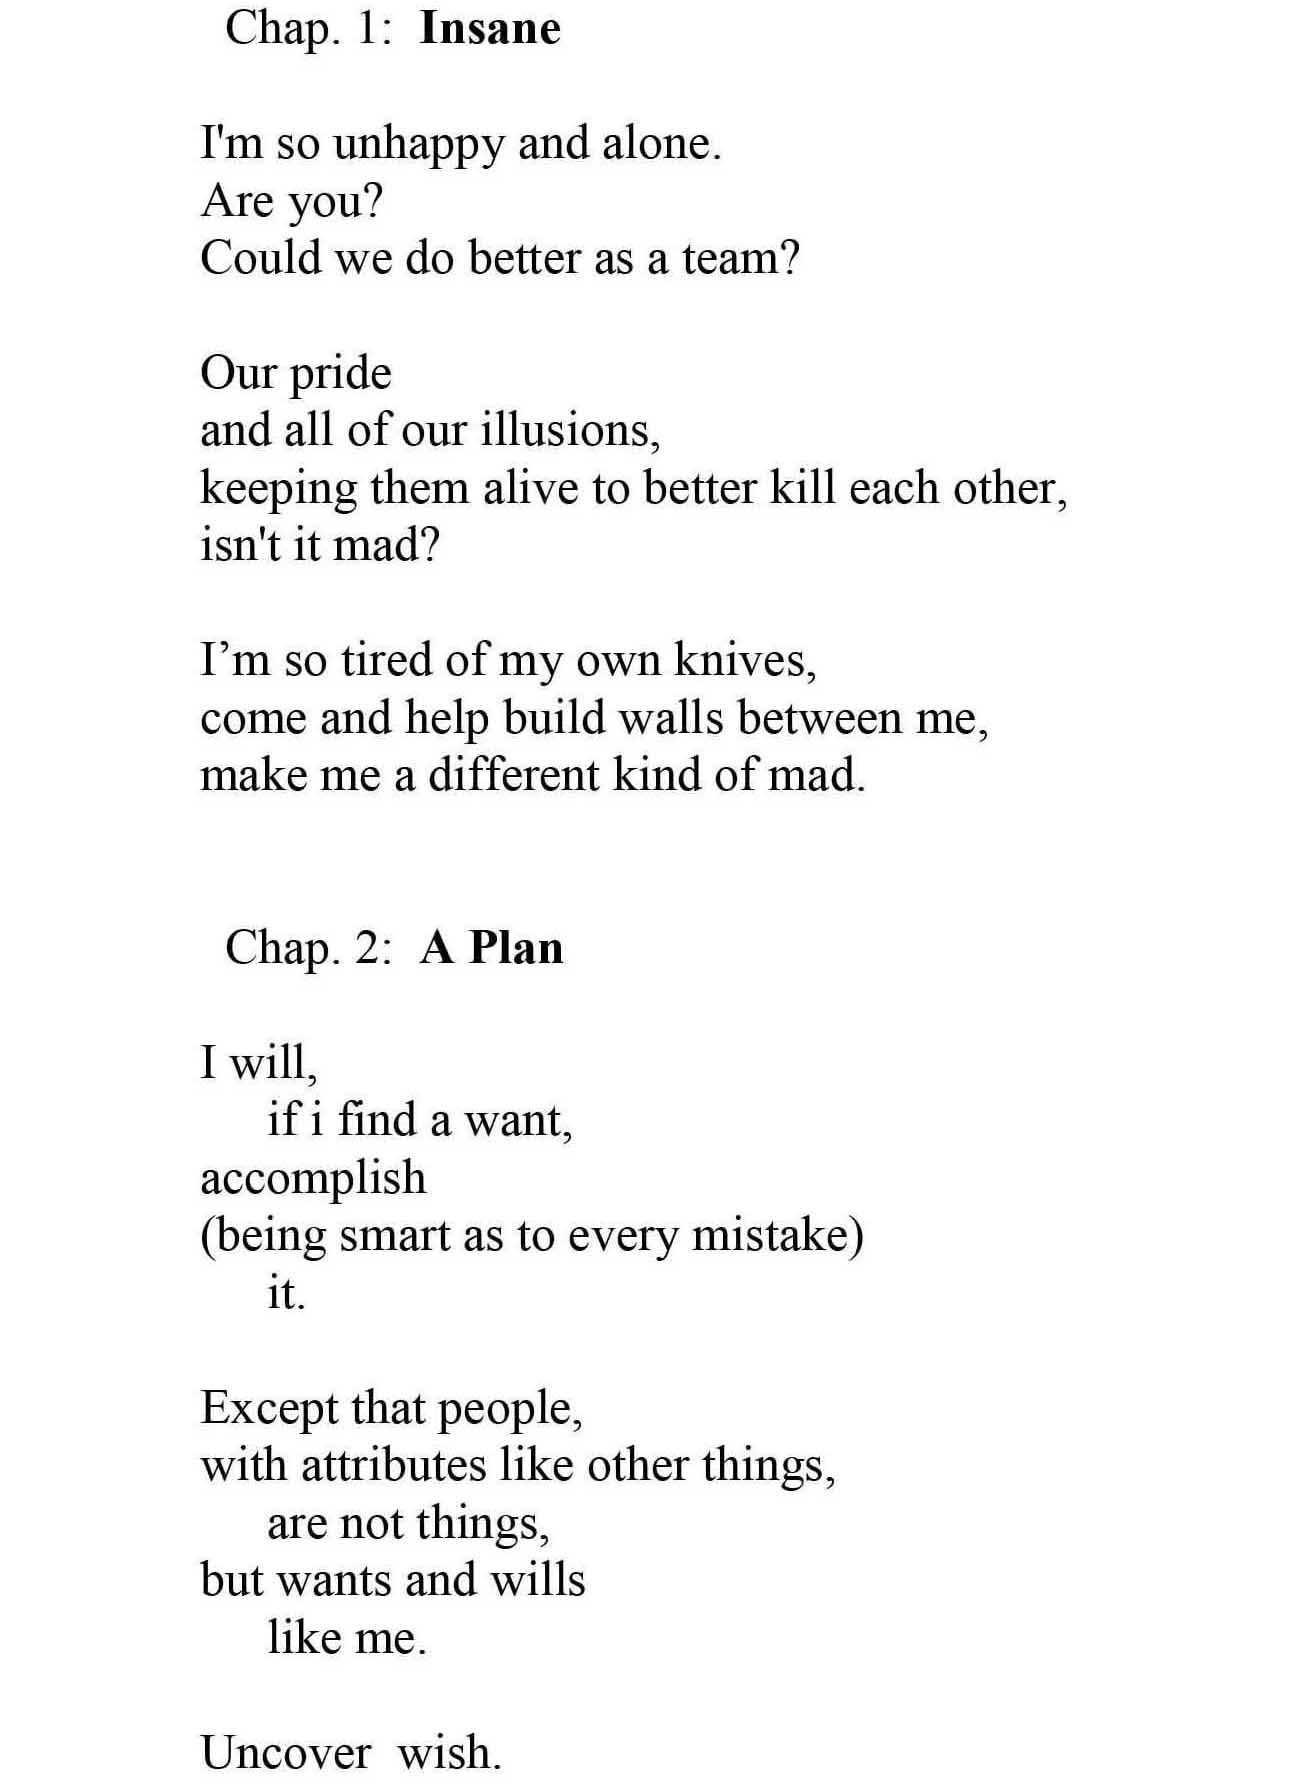 Chap. 1:  Insane
I'm so unhappy and alone.
Are you?
Could we do better as a team?
Our pride
and all of our illusions,
keeping them alive to better kill each other,
isn't it mad?
I’m so tired of my own knives,
come and help build walls between me,
make me a different kind of mad.
Chap. 2:  A Plan
I will,
if i find a want,
accomplish
(being smart as to every mistake)
it.
Except that people,
with attributes like other things,
are not things,
but wants and wills
like me.
Uncover  wish.